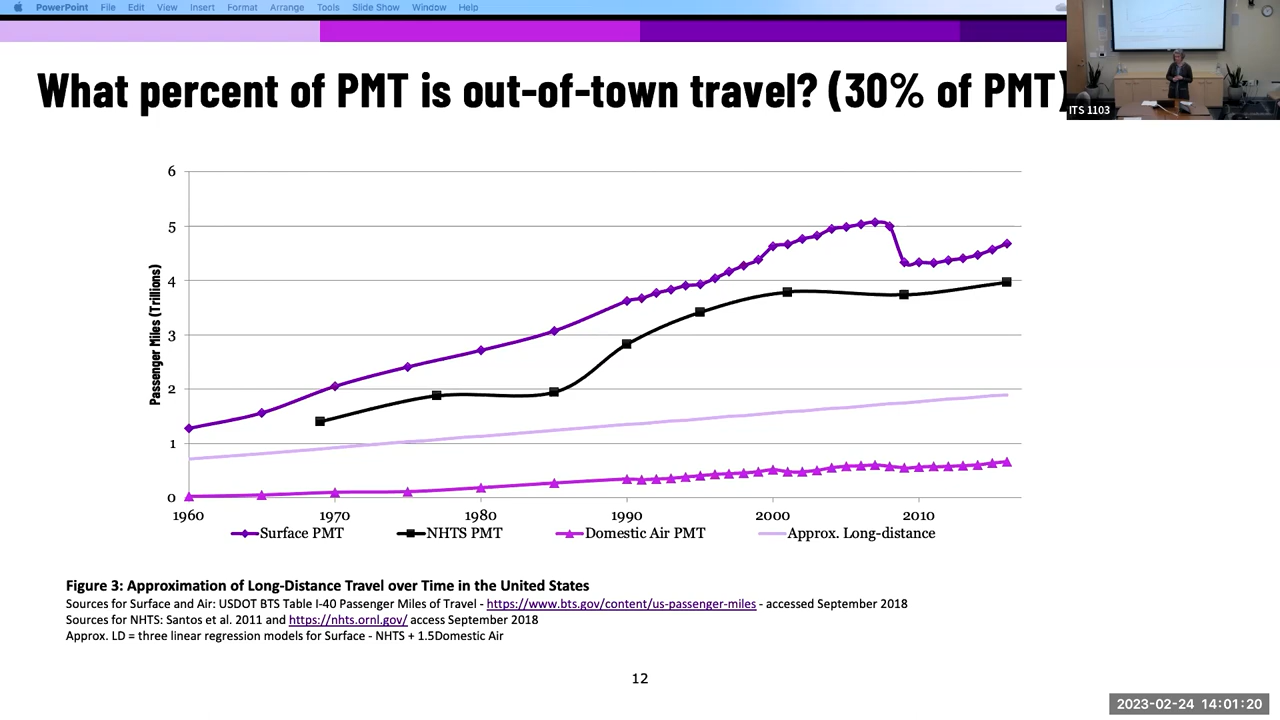 PowerPoint File Edit View Insert Format Arrange Tools Slide Show Window Help
What percent of PMT is out-of-town travel? (30% of PMT)
ITS 1103
6
5
4
3
2
1
0
Passenger Miles (Trillions)
1960 1970 1980 1990 2000 2010
Surface PMT NHTS PMT Domestic Air PMT Approx. Long-distance
Figure 3: Approximation of Long-Distance Travel over Time in the United States
Sources for Surface and Air: USDOT BTS Table I-40 Passenger Miles of Travel - https://www.bts.gov/content/us-passenger-miles - accessed September 2018
Sources for NHTS: Santos et al. 2011 and https://nhts.ornl.gov/ access September 2018
Approx. LD = three linear regression models for Surface - NHTS + 1.5Domestic Air
12
2023-02-24 14:01:20